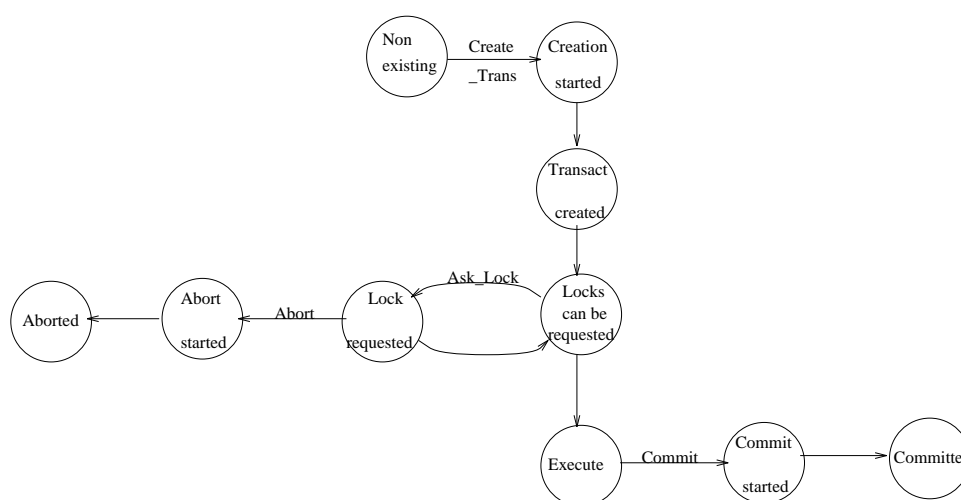 Non
existing
Create
_Trans
Creation
started
Transact
created
Ask_Lock
Locks
can be
requested
Lock
requested
Abort
Abort
started
Aborted
Execute
Commit
Commit
started
Committe